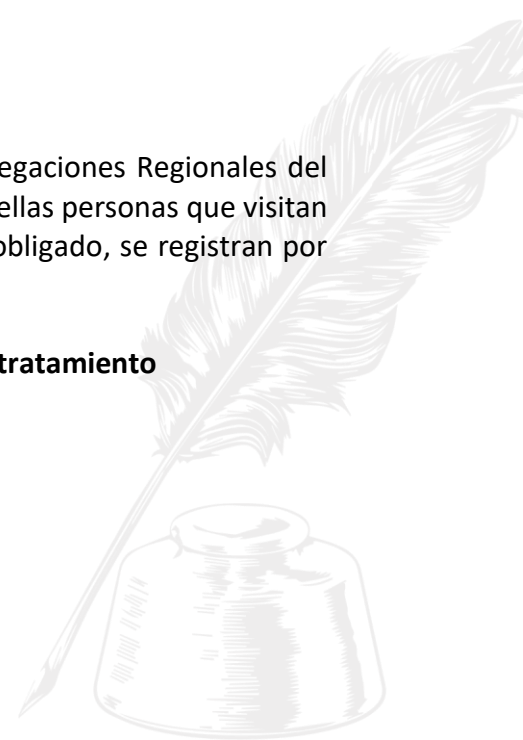 egaciones Regionales del
ellas personas que visitan
obligado, se registran por
tratamiento